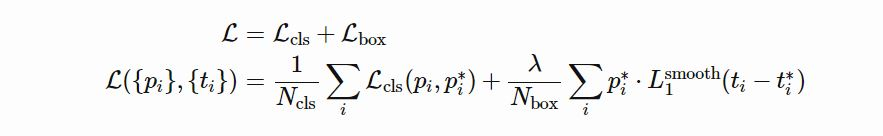 ℒ = ℒ_cls + ℒ_box
ℒ({p_i}, {t_i}) = \frac{1}{N_cls} ∑_i ℒ_cls(p_i, p_i^*) + \frac{λ}{N_box} ∑_i p_i^* · L_1^smooth(t_i − t_i^*)